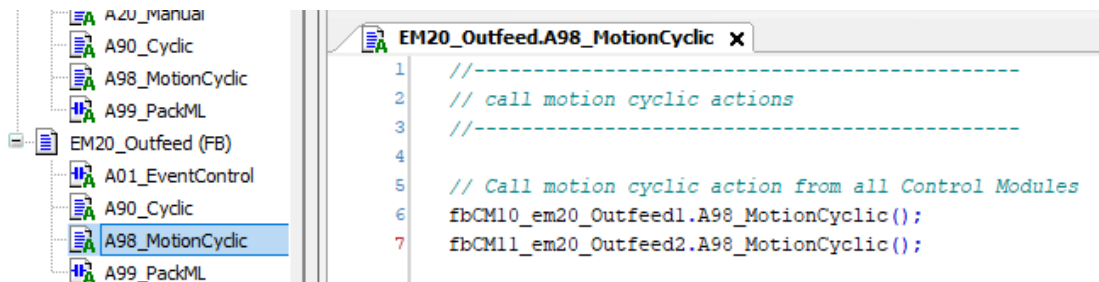 A20_Manual
A90_Cyclic
A98_MotionCyclic
A99_PackML
EM20_Outfeed (FB)
A01_EventControl
A90_Cyclic
A98_MotionCyclic
A99_PackML
EM20_Outfeed.A98_MotionCyclic x
1 //----------------------------------------------
2 // call motion cyclic actions
3 //----------------------------------------------
4
5 // Call motion cyclic action from all Control Modules
6 fbCM10_em20_Outfeed1.A98_MotionCyclic();
7 fbCM11_em20_Outfeed2.A98_MotionCyclic();